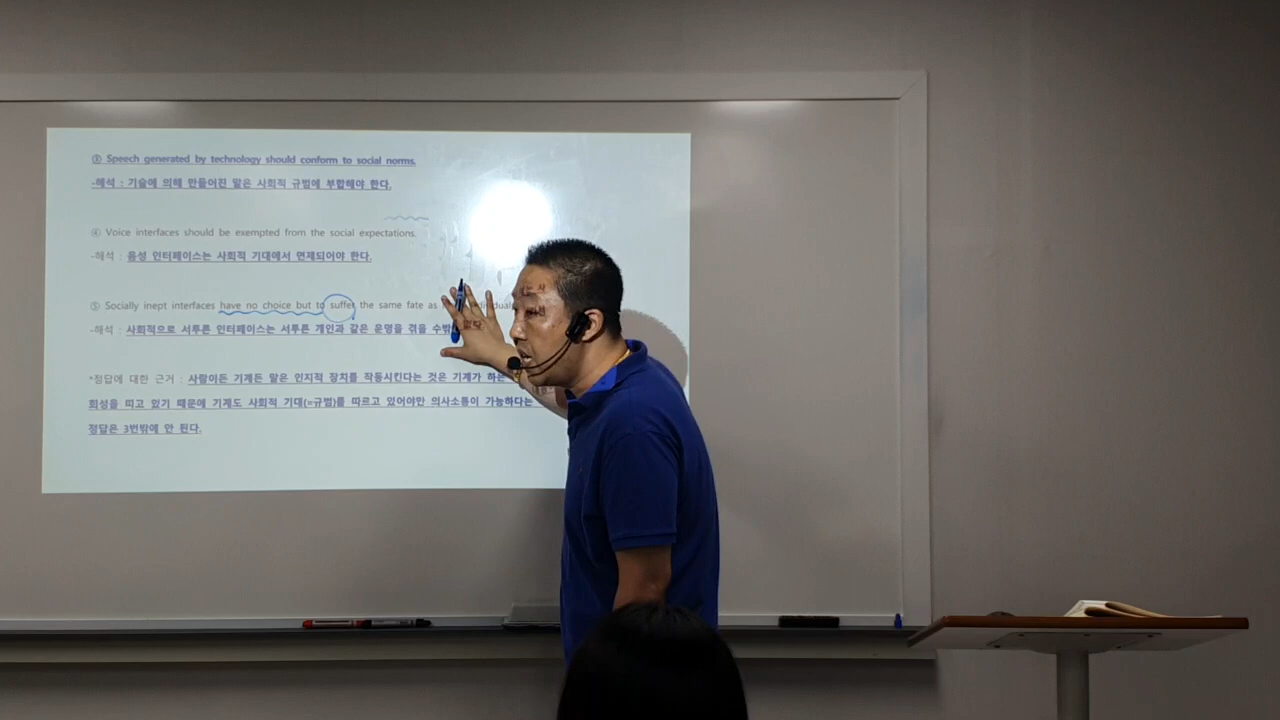 ③ Speech generated by technology should conform to social norms.
-해석 : 기술에 의해 만들어진 말은 사회적 규범에 부합해야 한다.
④ Voice interfaces should be exempted from the social expectations.
-해석 : 음성 인터페이스는 사회적 기대에서 면제되어야 한다.
⑤ Socially inept interfaces have no choice but to suffer the same fate as
-해석 : 사회적으로 서투른 인터페이스는 서투른 개인과 같은 운명을 겪을 수밖
*정답에 대한 근거 : 사람이든 기계든 말은 인지적 장치를 작동시킨다는 것은 기계가 하는
회성을 띠고 있기 때문에 기계도 사회적 기대(=규범)를 따르고 있어야만 의사소통이 가능하다는
정답은 3번밖에 안 된다.